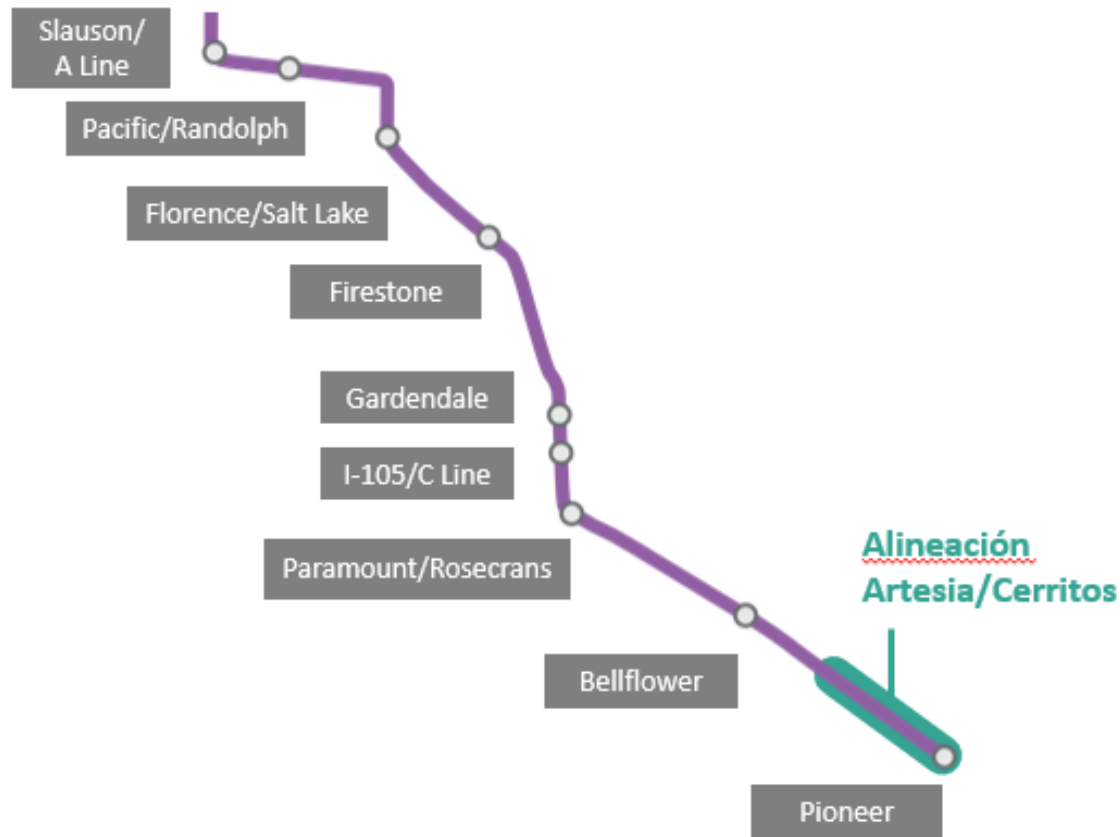 Slauson/
A Line
Pacific/Randolph
Florence/Salt Lake
Firestone
Gardendale
I-105/C Line
Paramount/Rosecrans
Alineación
Artesia/Cerritos
Bellflower
Pioneer